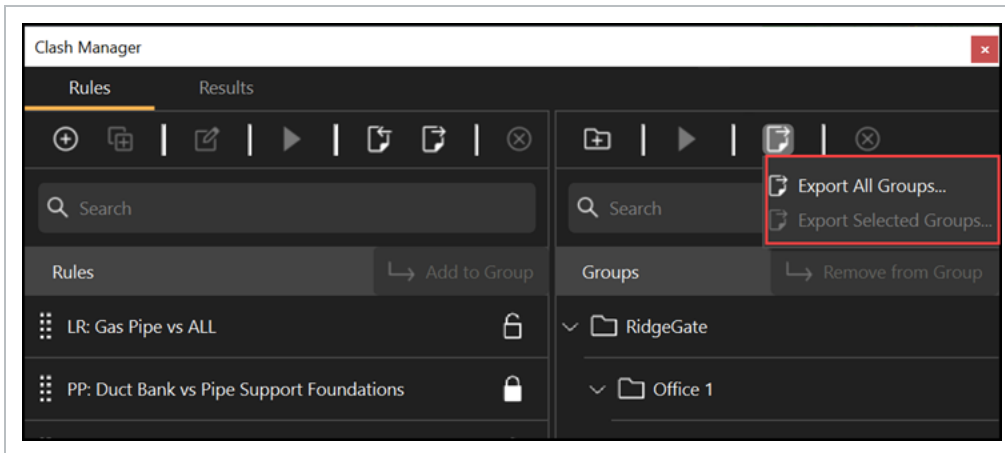 Clash Manager
Rules
Results
Search
Search
Export All Groups...
Export Selected Groups...
Rules
Add to Group
Groups
Remove from Group
LR: Gas Pipe vs ALL
RidgeGate
PP: Duct Bank vs Pipe Support Foundations
Office 1